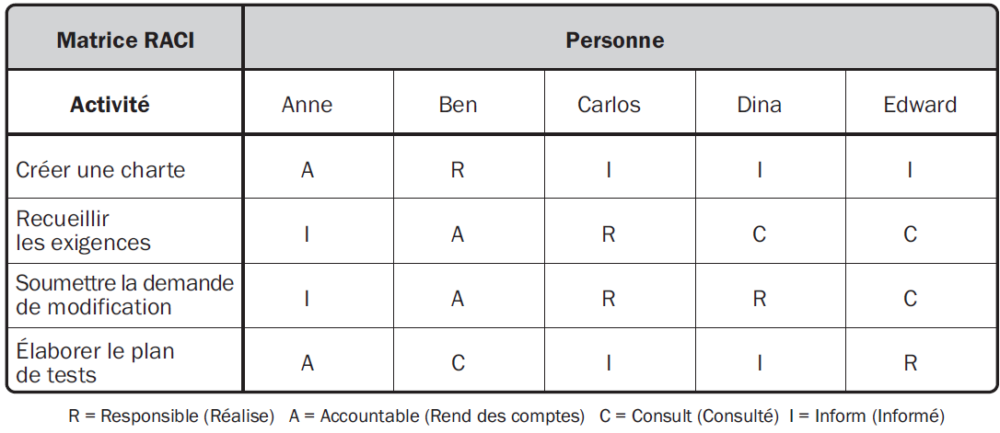 Matrice RACI Personne
Activité Anne Ben Carlos Dina Edward
Créer une charte A R I I I
Recueillir
les exigences I A R C C
Soumettre la demande
de modification I A R R C
Élaborer le plan
de tests A C I I R
R = Responsible (Réalise) A = Accountable (Rend des comptes) C = Consult (Consulté) I = Inform (Informé)